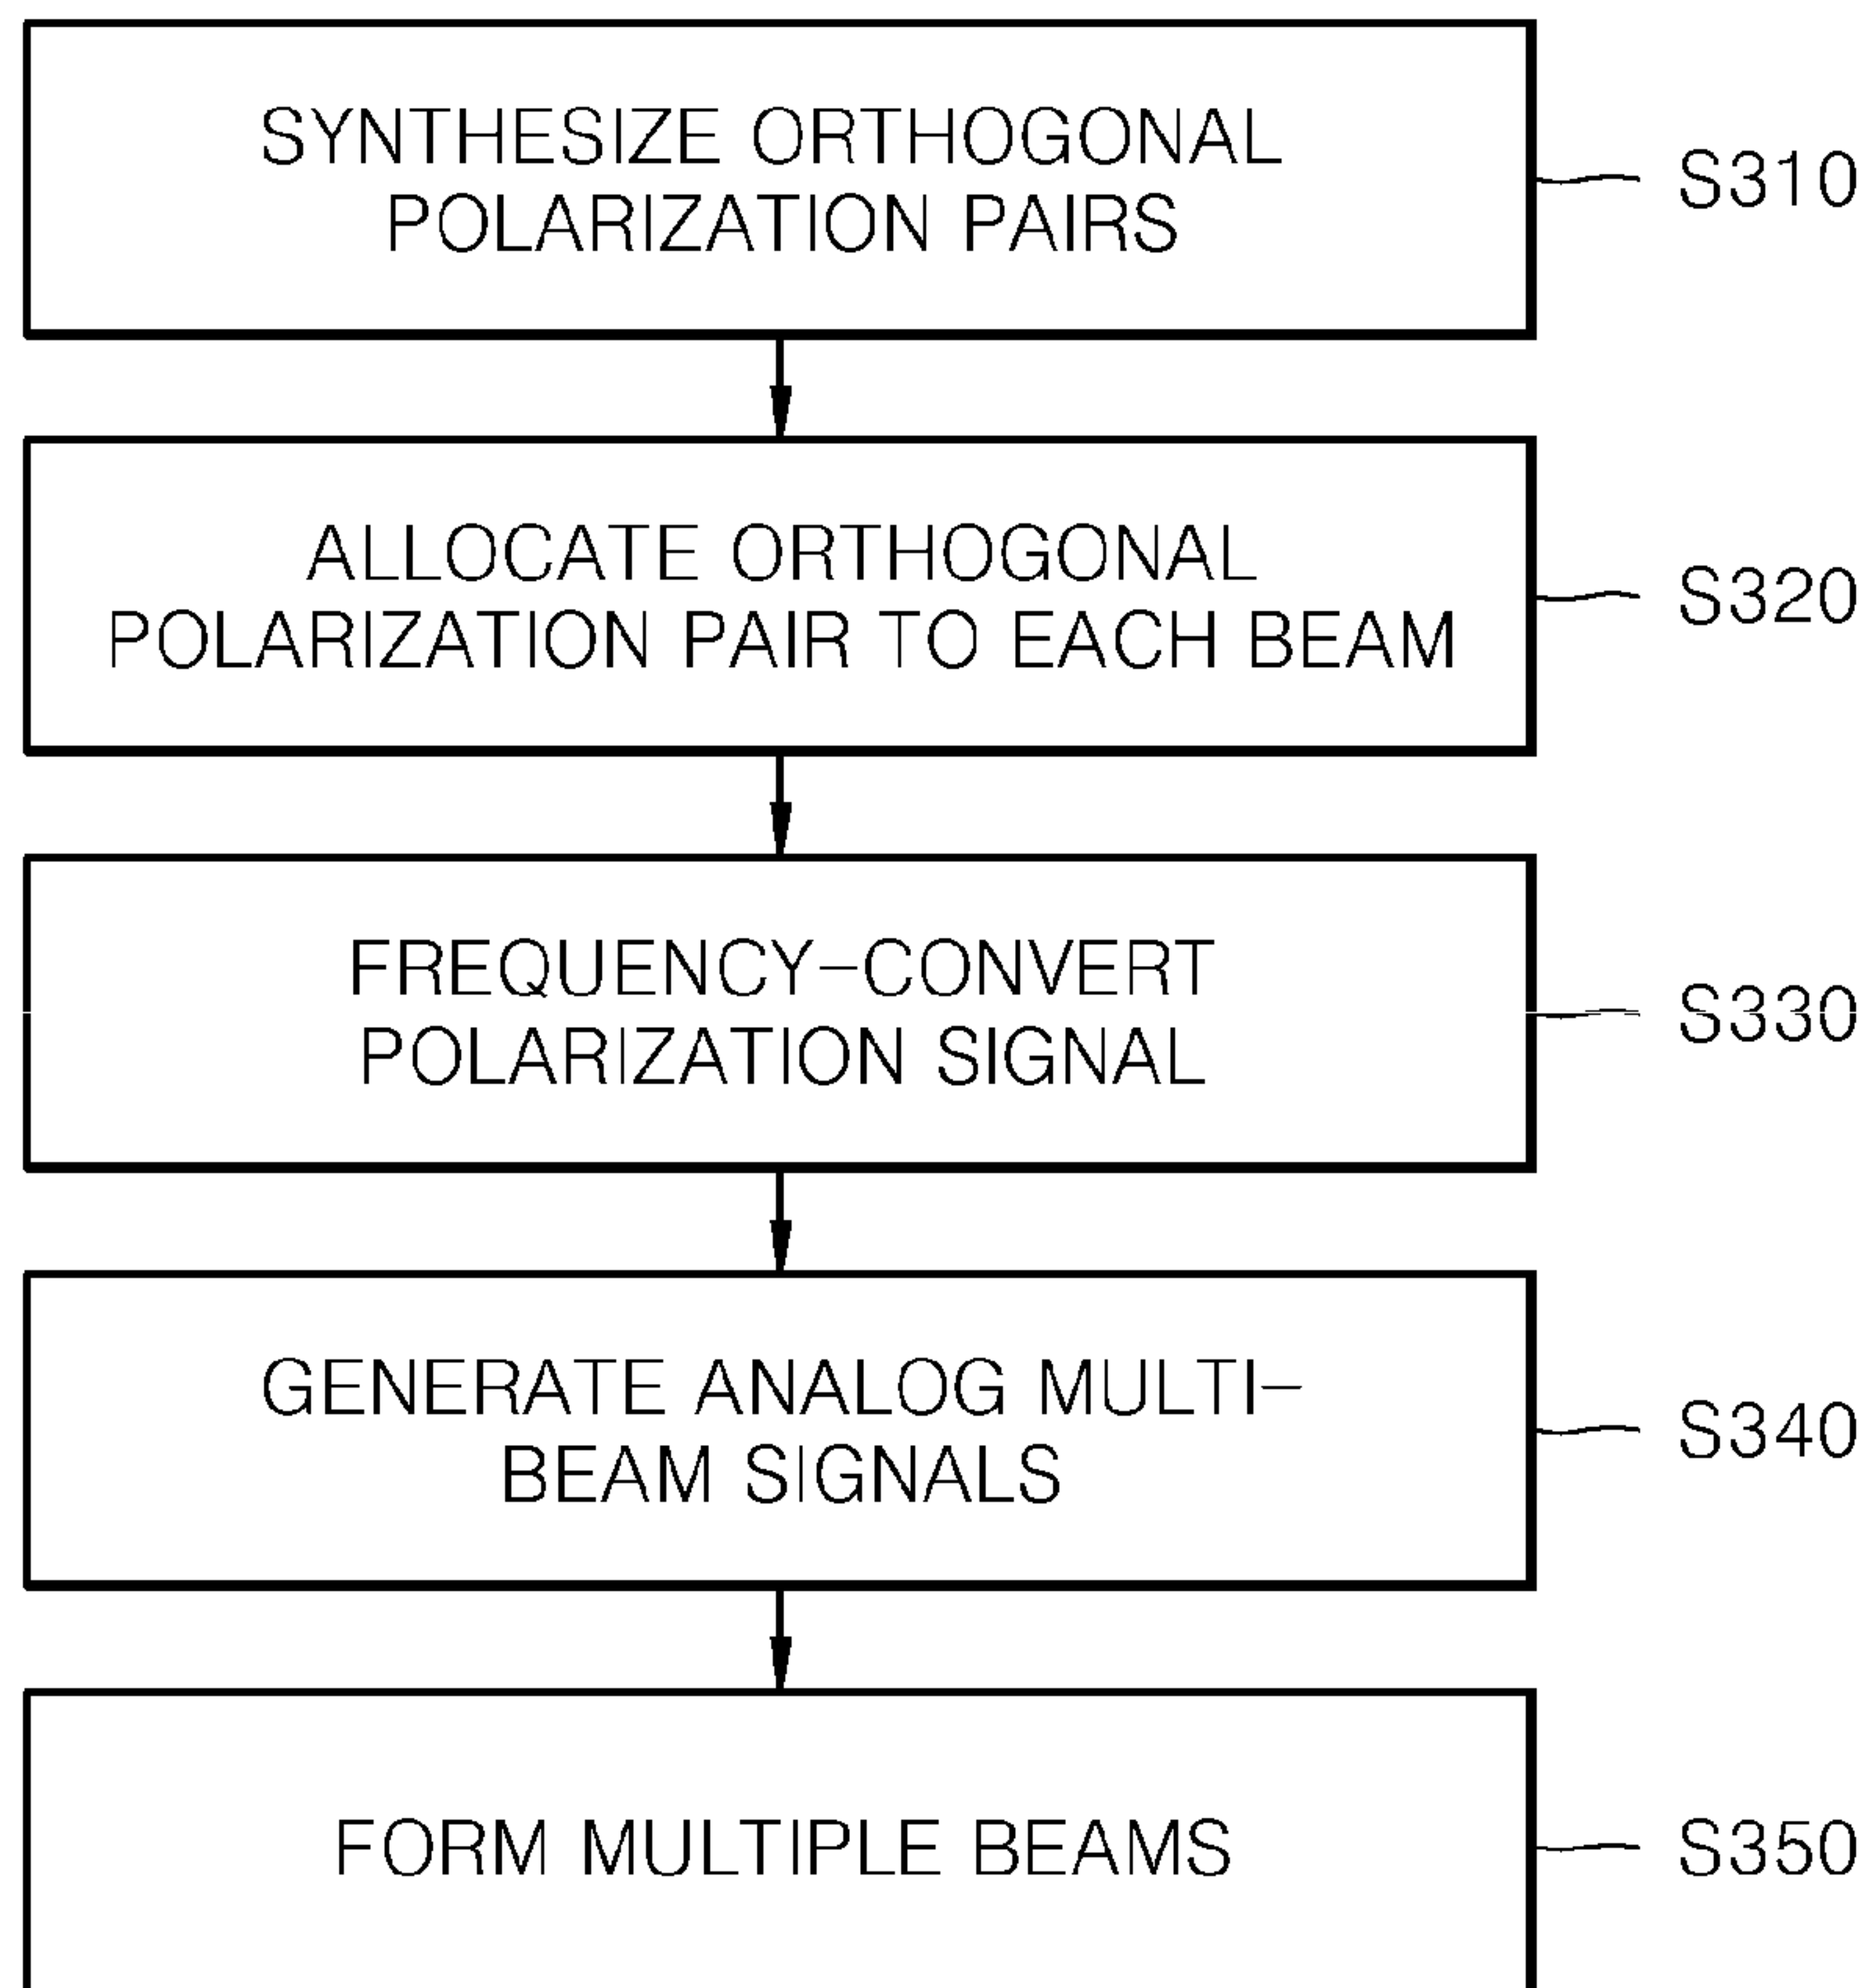 SYNTHESIZE ORTHOGONAL
POLARIZATION PAIRS
S310
ALLOCATE ORTHOGONAL
POLARIZATION PAIR TO EACH BEAM
S320
FREQUENCY-CONVERT
POLARIZATION SIGNAL
S330
GENERATE ANALOG MULTI-
BEAM SIGNALS
S340
FORM MULTIPLE BEAMS
S350